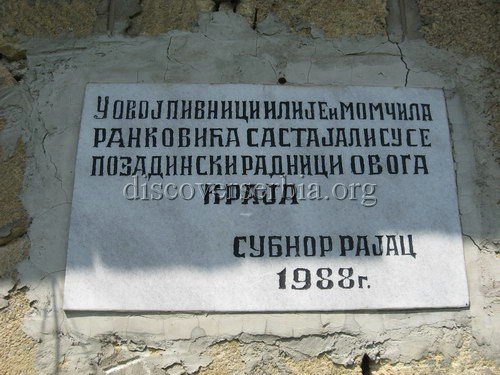 У ОВОЈ ПИВНИЦИ ИЛИЈЕ и МОМЧИЛА
РАНКОВИЋА САСТАЈАЛИ СУ СЕ
ПОЗАДИНСКИ РАДНИЦИ ОВОГА
КРАЈА
discoverserbia.org
СУБНОР РАЈАЦ
1988г.